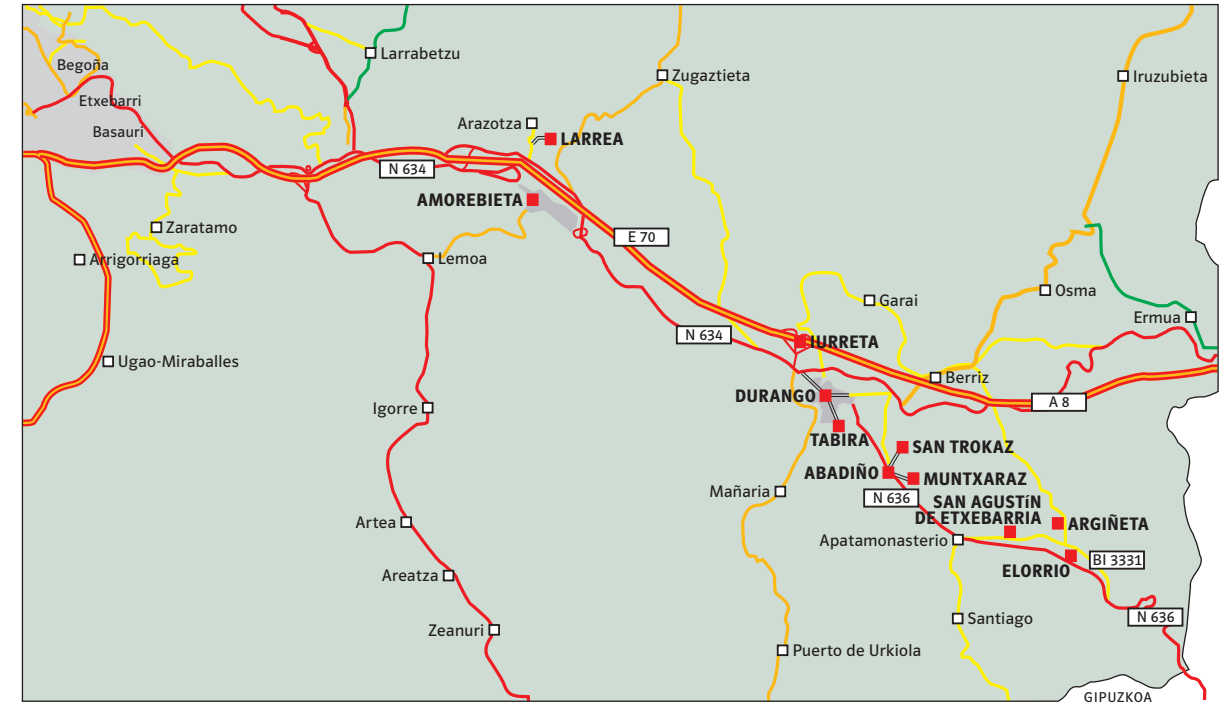 Larrabetzu
Begoña
Zugaztieta
Iruzubieta
Etxebarri
Arazotza
Basauri
LARREA
N 634
AMOREBIETA
Zaratamo
E 70
Arrigorriaga
Lemoa
Osma
Garai
Ermua
N 634
IURRETA
Ugao-Miraballes
Berriz
DURANGO
A 8
Igorre
TABIRA
SAN TROKAZ
ABADIÑO
MUNTXARAZ
Mañaria
N 636
SAN AGUSTíN
DE ETXEBARRIA
ARGIÑETA
Artea
Apatamonasterio
BI 3331
ELORRIO
Areatza
Santiago
N 636
Zeanuri
Puerto de Urkiola
GIPUZKOA